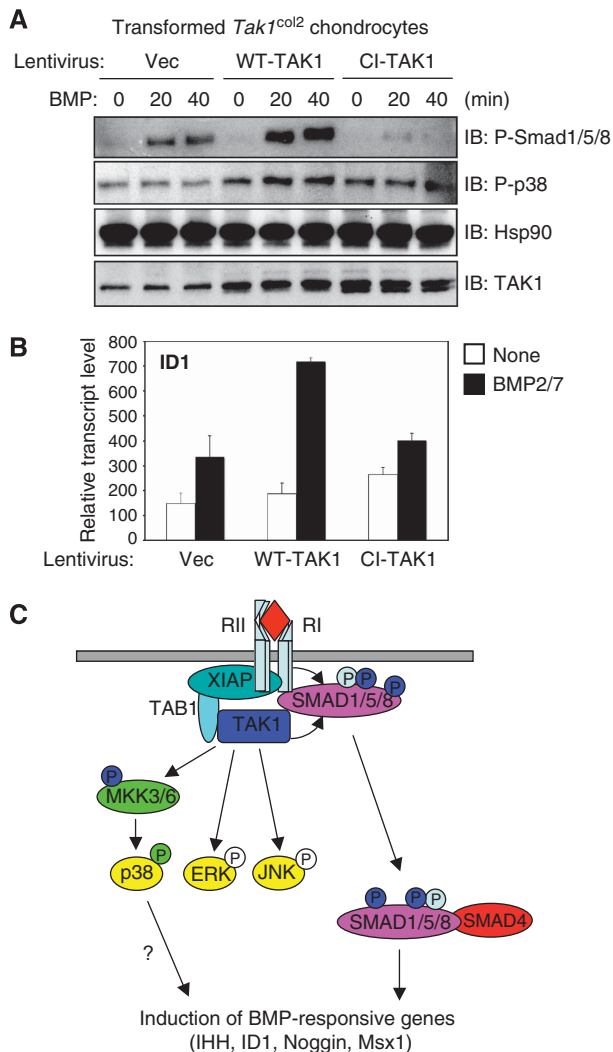 A
Transformed Tak1col2 chondrocytes
Lentivirus: Vec WT-TAK1 CI-TAK1
BMP: 0 20 40 0 20 40 0 20 40 (min)
IB: P-Smad1/5/8
IB: P-p38
IB: Hsp90
IB: TAK1
B
800
700
600
500
400
300
200
100
0
Relative transcript level
ID1
None
BMP2/7
Lentivirus: Vec WT-TAK1 CI-TAK1
C
RII RI
XIAP
P P P
SMAD1/5/8
TAB1
TAK1
P
MKK3/6
P P P
p38 ERK JNK
P P P
SMAD1/5/8 SMAD4
?
Induction of BMP-responsive genes
(IHH, ID1, Noggin, Msx1)